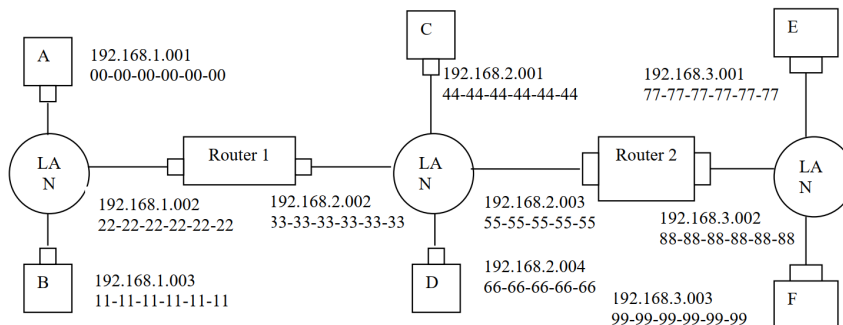 A
192.168.1.001
00-00-00-00-00-00
C
192.168.2.001
44-44-44-44-44-44
E
192.168.3.001
77-77-77-77-77-77
LA
N
Router 1
LA
N
Router 2
LA
N
192.168.1.002
22-22-22-22-22-22
192.168.2.002
33-33-33-33-33-33
192.168.2.003
55-55-55-55-55
192.168.3.002
88-88-88-88-88-88
B
192.168.1.003
11-11-11-11-11-11
D
192.168.2.004
66-66-66-66-66
192.168.3.003
99-99-99-99-99-99
F